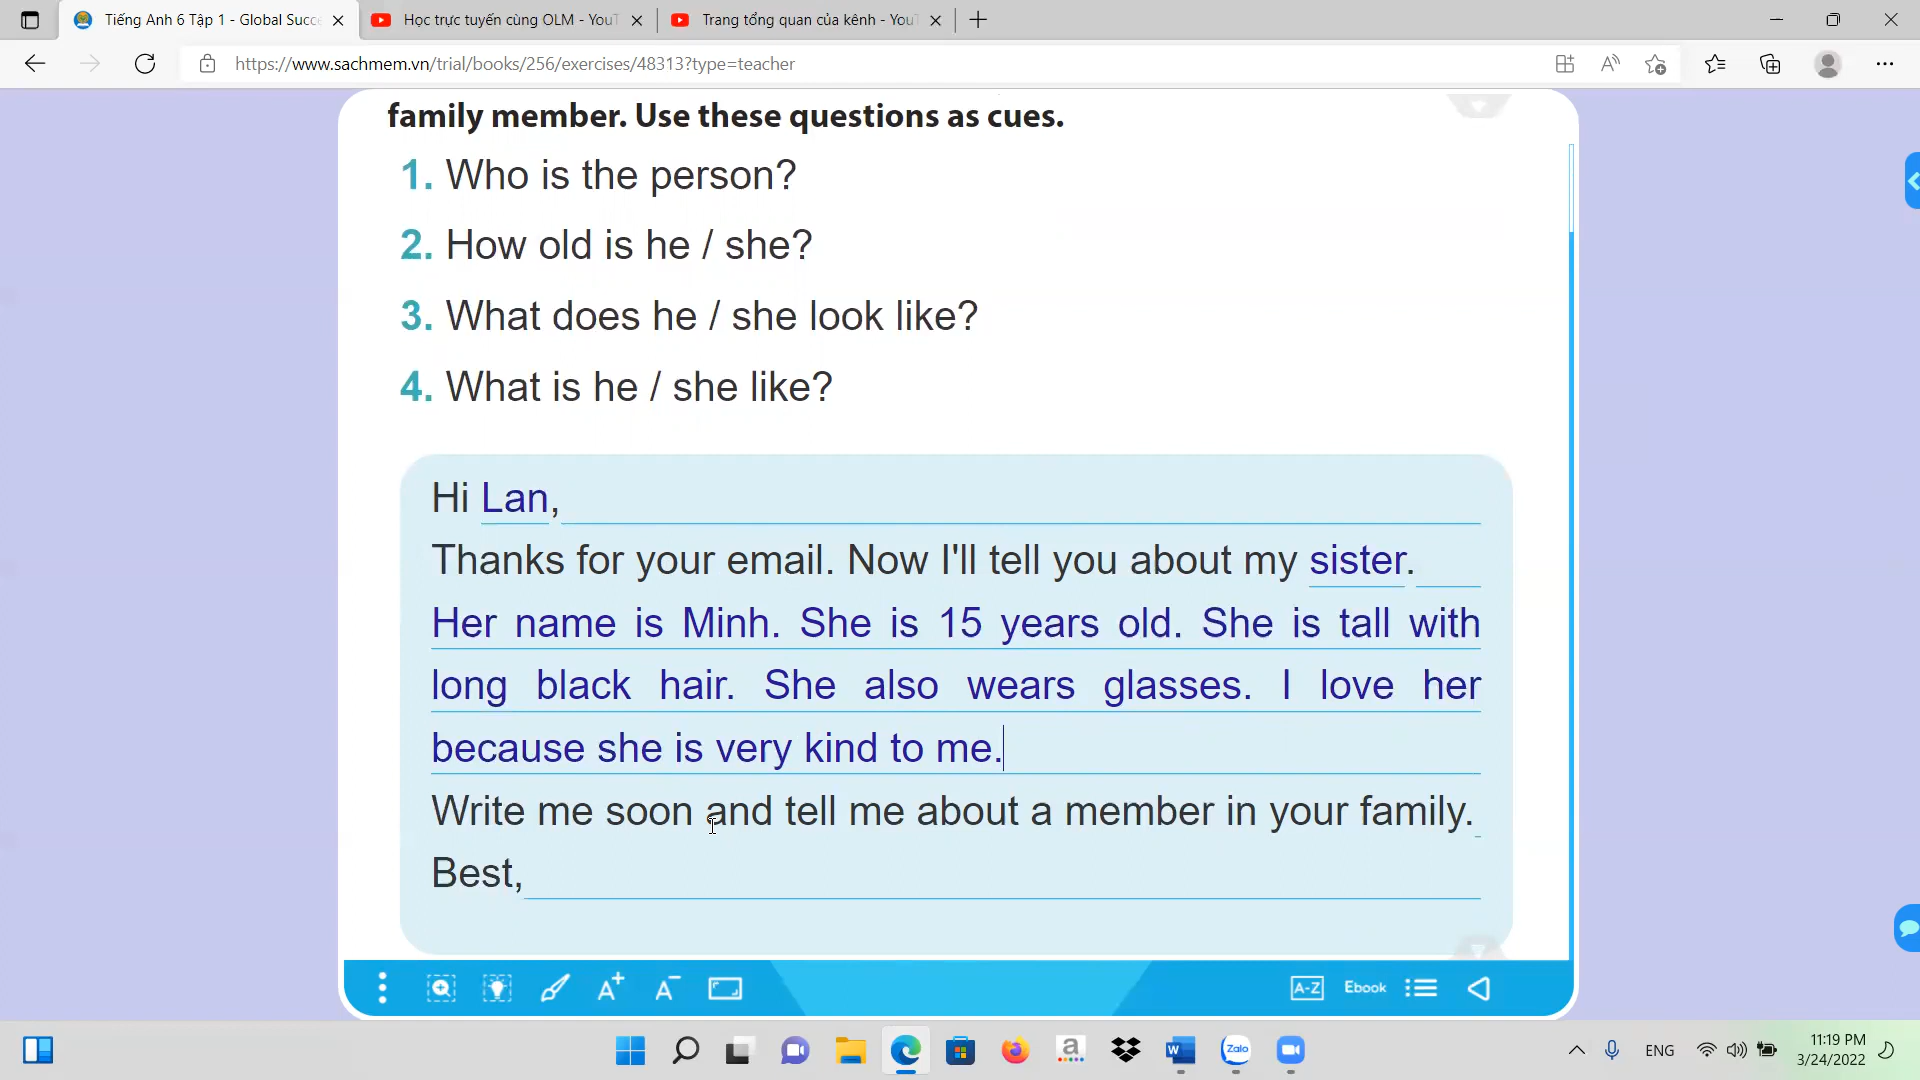 Tiếng Anh 6 Tập 1 - Global Succe
Học trực tuyến cùng OLM - YouT
Trang tổng quan của kênh - YouT
https://www.sachmem.vn/trial/books/256/exercises/48313?type=teacher
family member. Use these questions as cues.
1. Who is the person?
2. How old is he / she?
3. What does he / she look like?
4. What is he / she like?
Hi Lan,
Thanks for your email. Now I'll tell you about my sister.
Her name is Minh. She is 15 years old. She is tall with
long black hair. She also wears glasses. I love her
because she is very kind to me.
Write me soon and tell me about a member in your family.
Best,
A+ A- A-Z Ebook
a W Zalo ENG 11:19 PM
3/24/2022